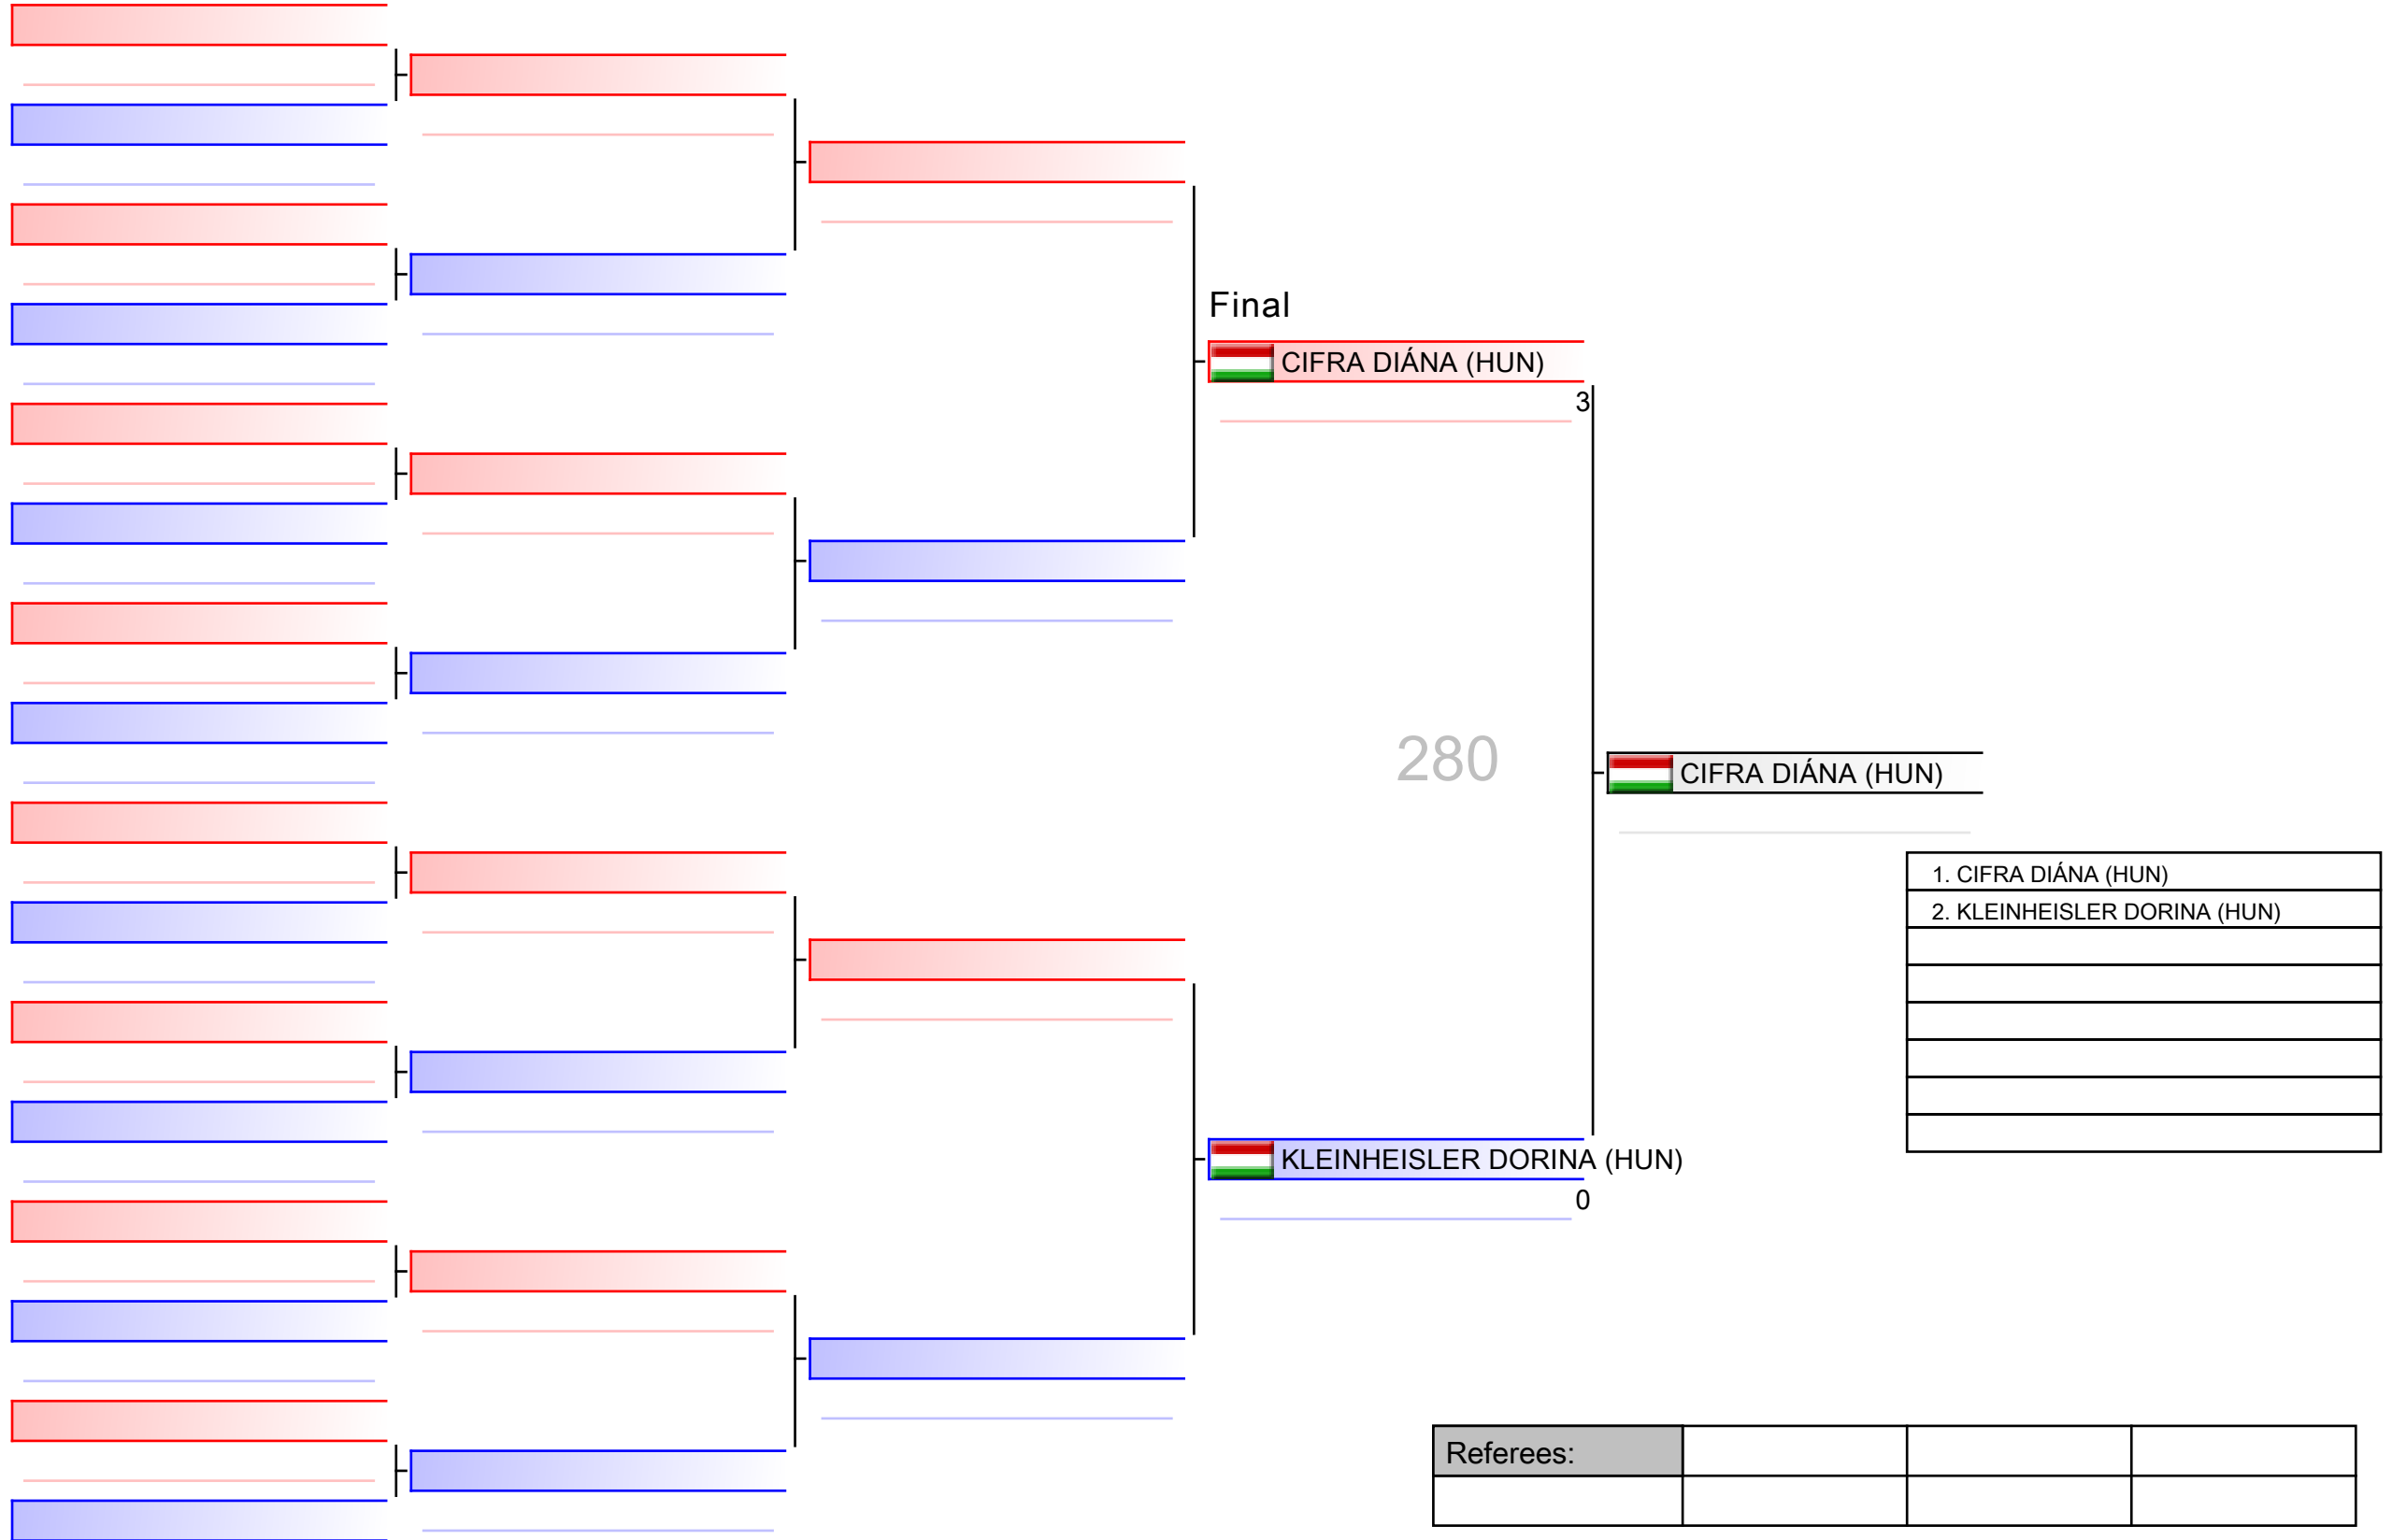 Final
CIFRA DIÁNA (HUN)
3
280
CIFRA DIÁNA (HUN)
1. CIFRA DIÁNA (HUN)
2. KLEINHEISLER DORINA (HUN)
KLEINHEISLER DORINA (HUN)
0
Referees: